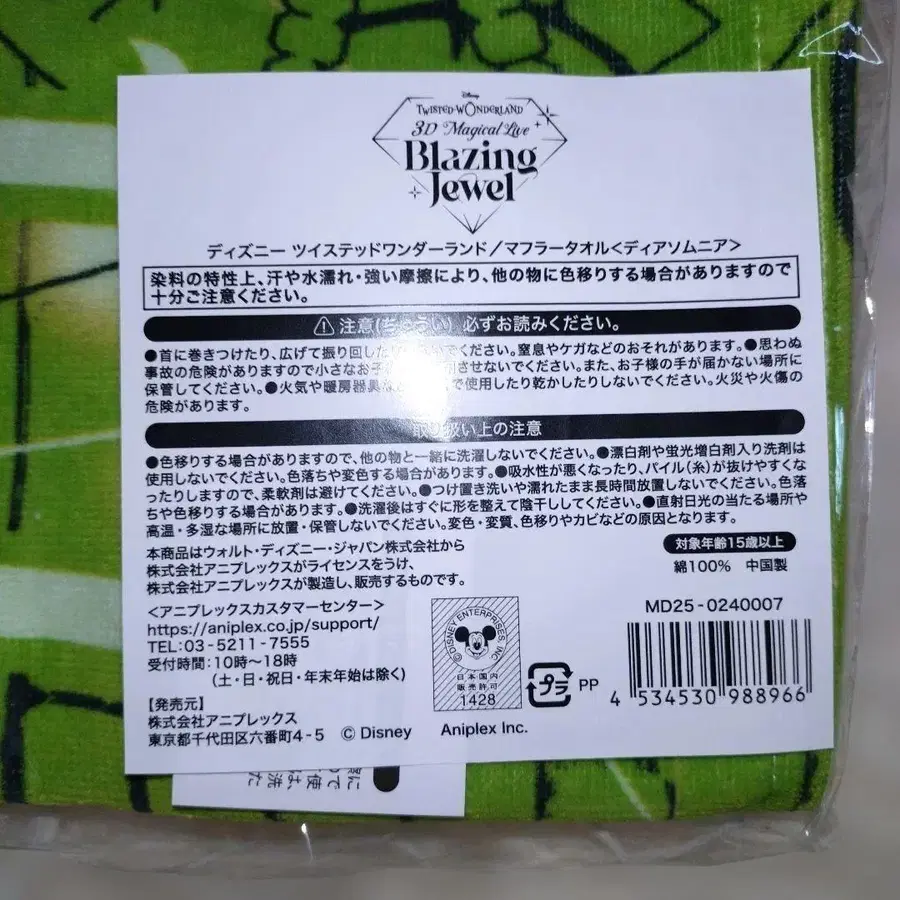 Disney
TWISTED-WONDERLAND
3D Magical Live
Blazing
Jewel
ディズニー ツイステッドワンダーランド/マフラータオル<ディアソムニア>
染料の特性上、汗や水濡れ・強い摩擦により、他の物に色移りする場合がありますので
十分ご注意ください。
注意(ちゅうい) 必ずお読みください。
●首に巻きつけたり、広げて振り回した でください。窒息やケガなどのおそれがあります。●思わぬ
事故の危険がありますので小さなお子 用させないでください。また、お子様の手が届かない場所に
保管してください。●火気や暖房器具な で使用したり乾かしたりしないでください。火災や火傷の
危険があります。
取り扱い上の注意
●色移りする場合がありますので、他の物と一緒に洗濯しないでください。●漂白剤や蛍光増白剤入り洗剤は
使用しないでください。色落ちや変色する場合があります。●吸水性が悪くなったり、パイル(糸)が抜けやすくな
ったりしますので、柔軟剤は避けてください。●つけ置き洗いや濡れたまま長時間放置しないでください。色落
ちや色移りする場合があります。●洗濯後はすぐに形を整えて陰干ししてください。●直射日光の当たる場所や
高温・多湿な場所に放置・保管しないでください。変色・変質、色移りやカビなどの原因となります。
本商品はウォルト・ディズニー・ジャパン株式会社から
株式会社アニプレックスがライセンスをうけ、
株式会社アニプレックスが製造し、販売するものです。
対象年齢15歳以上
綿100% 中国製
<アニプレックスカスタマーセンター>
https://aniplex.co.jp/support/
TEL:03-5211-7555
受付時間:10時〜18時
(土・日・祝日・年末年始は除く)
【発売元】
株式会社アニプレックス
東京都千代田区六番町4-5 © Disney
© DISNEY ENTERPRISES, INC.
日本国内
販売許可
1428
Aniplex Inc.
プラ PP
MD25-0240007
4 534530 988966